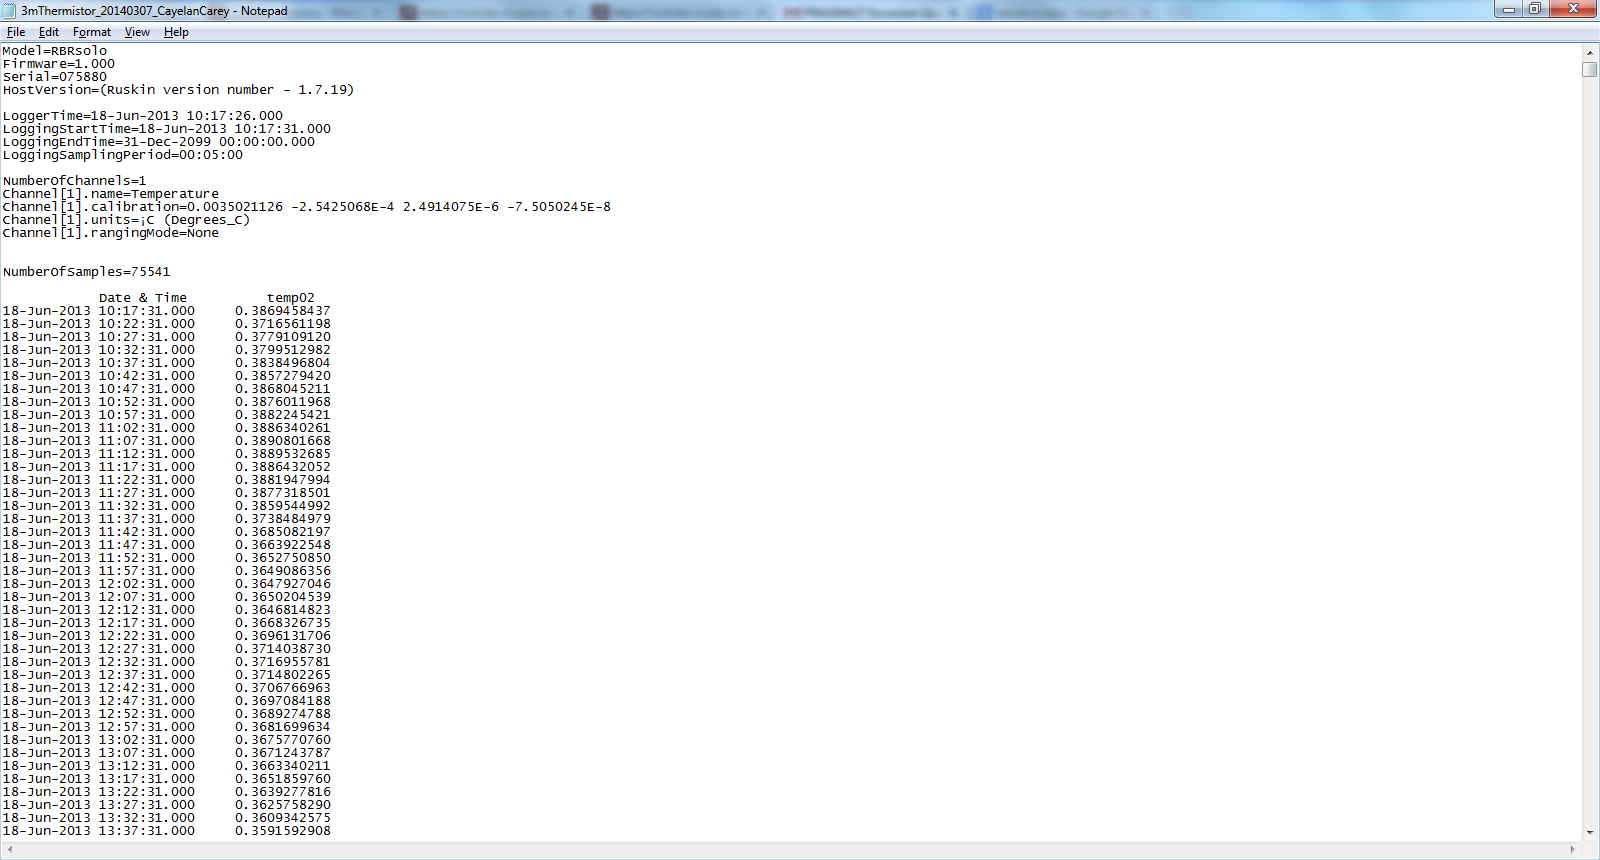 3mThermistor_20140307_CayelanCarey - Notepad
File Edit Format View Help
Model=RBRsolo
Firmware=1.000
Serial=075880
HostVersion=(Ruskin version number - 1.7.19)
LoggerTime=18-Jun-2013 10:17:26.000
LoggingStartTime=18-Jun-2013 10:17:31.000
LoggingEndTime=31-Dec-2099 00:00:00.000
LoggingSamplingPeriod=00:05:00
NumberOfChannels=1
Channel[1].name=Temperature
Channel[1].calibration=0.0035021126 -2.5425068E-4 2.4914075E-6 -7.5050245E-8
Channel[1].units=¡C (Degrees_C)
Channel[1].rangingMode=None
NumberOfSamples=75541
Date & Time temp02
18-Jun-2013 10:17:31.000 0.3869458437
18-Jun-2013 10:22:31.000 0.3716561198
18-Jun-2013 10:27:31.000 0.3779109120
18-Jun-2013 10:32:31.000 0.3799512982
18-Jun-2013 10:37:31.000 0.3838496804
18-Jun-2013 10:42:31.000 0.3857279420
18-Jun-2013 10:47:31.000 0.3868045211
18-Jun-2013 10:52:31.000 0.3876011968
18-Jun-2013 10:57:31.000 0.3882245421
18-Jun-2013 11:02:31.000 0.3886340261
18-Jun-2013 11:07:31.000 0.3890801668
18-Jun-2013 11:12:31.000 0.3889532685
18-Jun-2013 11:17:31.000 0.3886432052
18-Jun-2013 11:22:31.000 0.3881947994
18-Jun-2013 11:27:31.000 0.3877318501
18-Jun-2013 11:32:31.000 0.3859544992
18-Jun-2013 11:37:31.000 0.3738484979
18-Jun-2013 11:42:31.000 0.3685082197
18-Jun-2013 11:47:31.000 0.3663922548
18-Jun-2013 11:52:31.000 0.3652750850
18-Jun-2013 11:57:31.000 0.3649086356
18-Jun-2013 12:02:31.000 0.3647927046
18-Jun-2013 12:07:31.000 0.3650204539
18-Jun-2013 12:12:31.000 0.3646814823
18-Jun-2013 12:17:31.000 0.3668326735
18-Jun-2013 12:22:31.000 0.3696131706
18-Jun-2013 12:27:31.000 0.3714038730
18-Jun-2013 12:32:31.000 0.3716955781
18-Jun-2013 12:37:31.000 0.3714802265
18-Jun-2013 12:42:31.000 0.3706766963
18-Jun-2013 12:47:31.000 0.3697084188
18-Jun-2013 12:52:31.000 0.3689274788
18-Jun-2013 12:57:31.000 0.3681699634
18-Jun-2013 13:02:31.000 0.3675770760
18-Jun-2013 13:07:31.000 0.3671243787
18-Jun-2013 13:12:31.000 0.3663340211
18-Jun-2013 13:17:31.000 0.3651859760
18-Jun-2013 13:22:31.000 0.3639277816
18-Jun-2013 13:27:31.000 0.3625758290
18-Jun-2013 13:32:31.000 0.3609342575
18-Jun-2013 13:37:31.000 0.3591592908